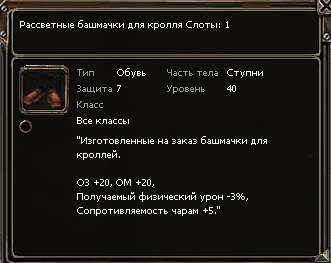 Рассветные башмачки для кролля Слоты: 1
Тип Обувь Часть тела Ступни
Защита 7 Уровень 40
Класс
Все классы
"Изготовленные на заказ башмачки для
кроллей.
ОЗ +20, ОМ +20,
Получаемый физический урон -3%,
Сопротивляемость чарам +5."